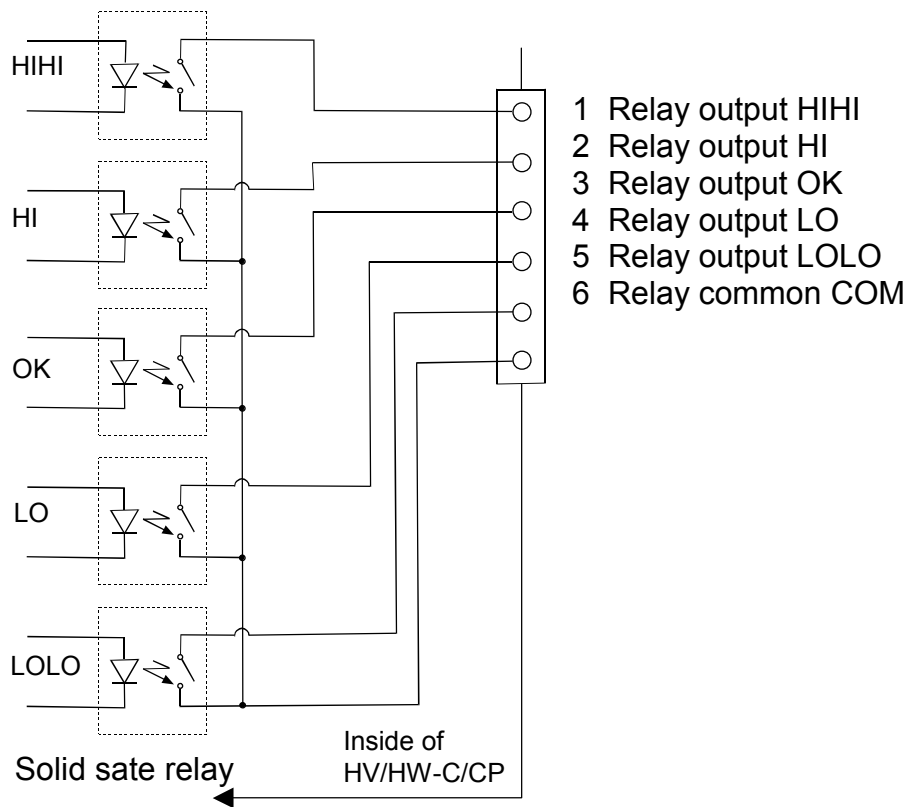 HIHI
HI
OK
LO
LOLO
1 Relay output HIHI
2 Relay output HI
3 Relay output OK
4 Relay output LO
5 Relay output LOLO
6 Relay common COM
Solid sate relay
Inside of
HV/HW-C/CP